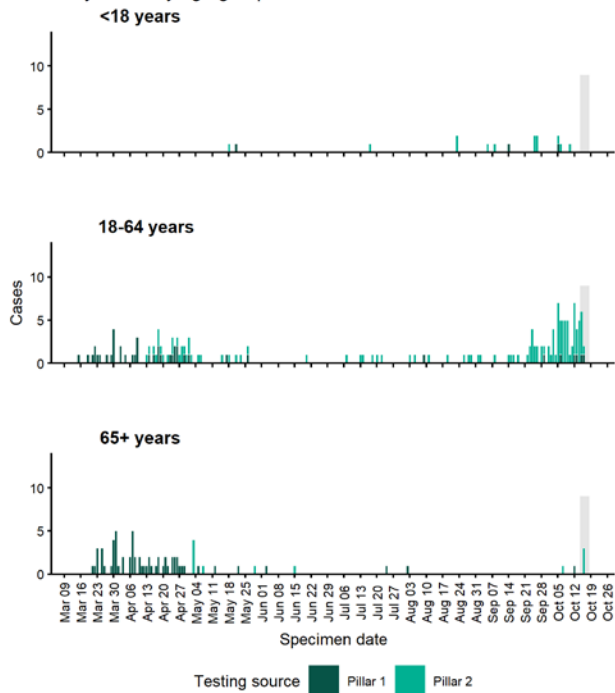 <18 years
10
5
0
18-64 years
10
5
0
Cases
65+ years
10
5
0
Mar 09
Mar 16
Mar 23
Mar 30
Apr 06
Apr 13
Apr 20
Apr 27
May 04
May 11
May 18
May 25
Jun 01
Jun 08
Jun 15
Jun 22
Jun 29
Jul 06
Jul 13
Jul 20
Jul 27
Aug 03
Aug 10
Aug 17
Aug 24
Aug 31
Sep 07
Sep 14
Sep 21
Sep 28
Oct 05
Oct 12
Oct 19
Oct 26
Specimen date
Testing source Pillar 1 Pillar 2